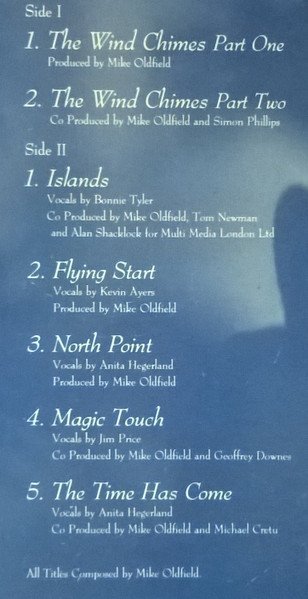 Side I
1. The Wind Chimes Part One
Produced by Mike Oldfield
2. The Wind Chimes Part Two
Co Produced by Mike Oldfield and Simon Phillips
Side II
1. Islands
Vocals by Bonnie Tyler
Co Produced by Mike Oldfield, Tom Newman
and Alan Shacklock for Multi Media London Ltd
2. Flying Start
Vocals by Kevin Ayers
Produced by Mike Oldfield
3. North Point
Vocals by Anita Hegerland
Produced by Mike Oldfield
4. Magic Touch
Vocals by Jim Price
Co Produced by Mike Oldfield and Geoffrey Downes
5. The Time Has Come
Vocals by Anita Hegerland
Co Produced by Mike Oldfield and Michael Cretu
All Titles Composed by Mike Oldfield.